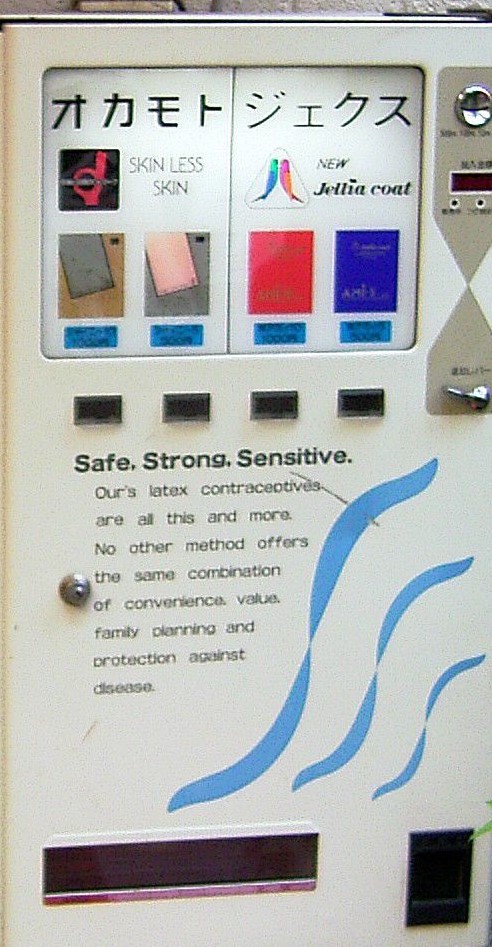 オカモト ジェクス
SKIN LESS
SKIN
NEW
Jellia coat
Safe. Strong. Sensitive.
Our's latex contraceptives
are all this and more.
No other method offers
the same combination
of convenience, value,
family planning and
protection against
disease.